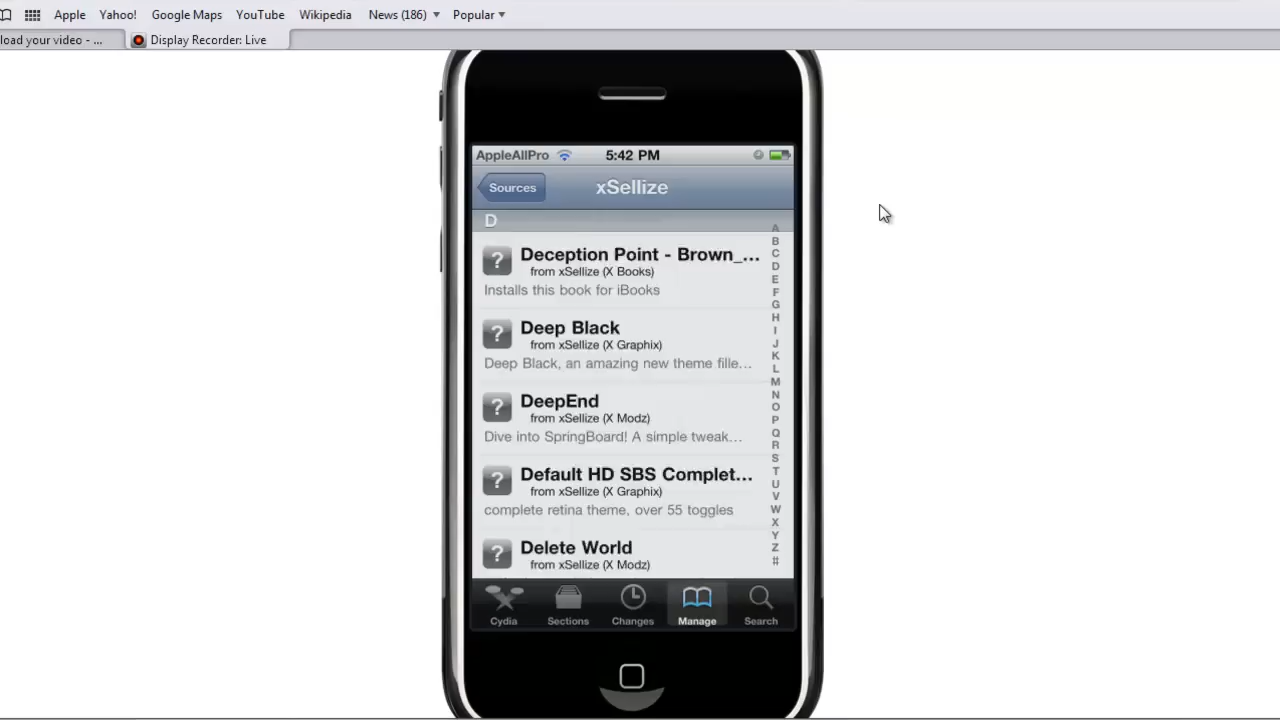 Apple Yahoo! Google Maps YouTube Wikipedia News (186) Popular
load your video - ... Display Recorder: Live
AppleAllPro 5:42 PM
Sources xSellize
D
Deception Point - Brown_...
from xSellize (X Books)
Installs this book for iBooks
Deep Black
from xSellize (X Graphix)
Deep Black, an amazing new theme fille...
DeepEnd
from xSellize (X Modz)
Dive into SpringBoard! A simple tweak...
Default HD SBS Complet...
from xSellize (X Graphix)
complete retina theme, over 55 toggles
Delete World
from xSellize (X Modz)
A
B
C
D
E
F
G
H
I
J
K
L
M
N
O
P
Q
R
S
T
U
V
W
X
Y
Z
#
Cydia Sections Changes Manage Search